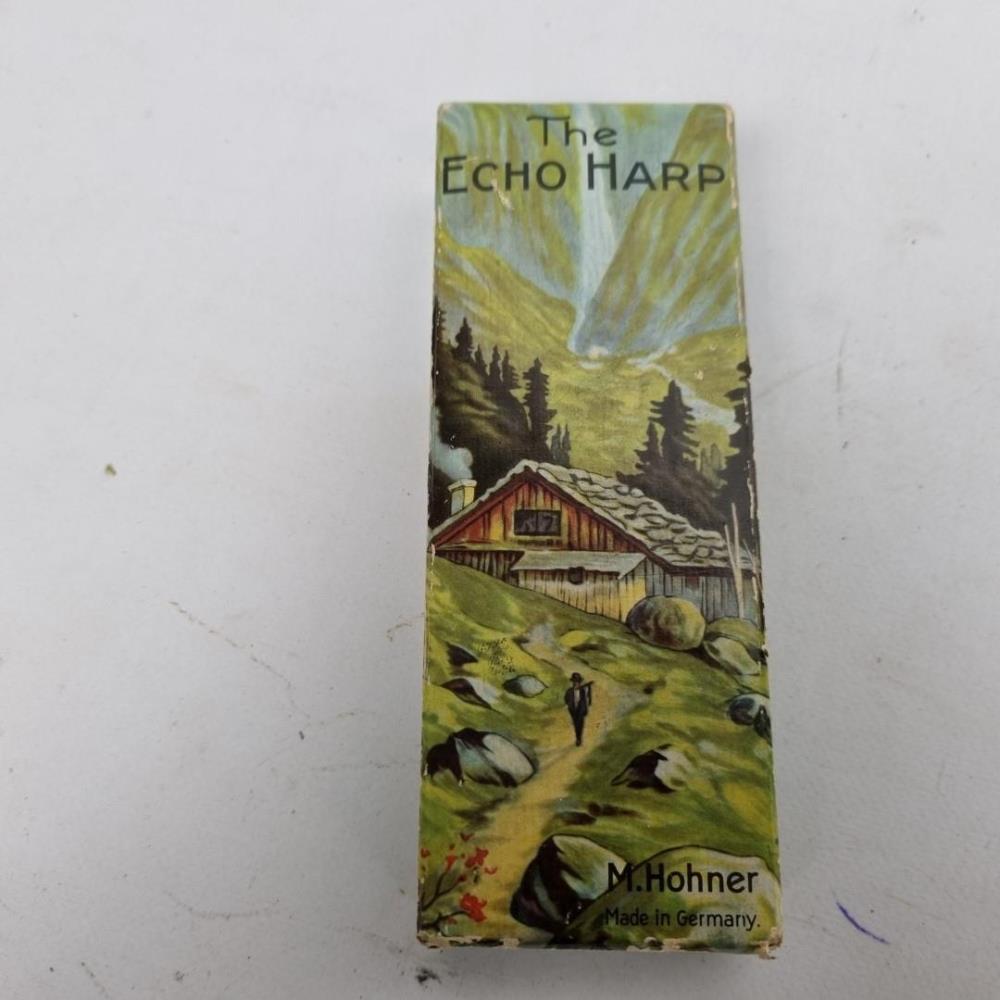 The
ECHO HARP
M.Hohner
Made in Germany.